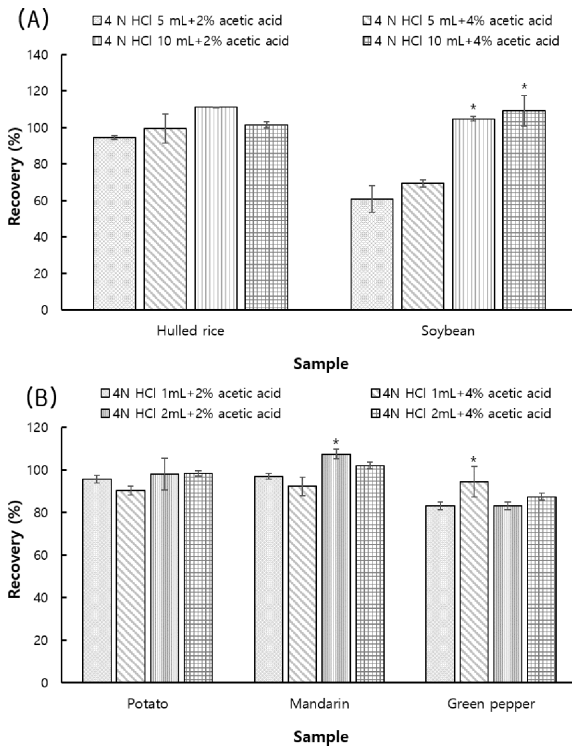 (A)
4 N HCl 5 mL+2% acetic acid
4 N HCl 5 mL+4% acetic acid
4 N HCl 10 mL+2% acetic acid
4 N HCl 10 mL+4% acetic acid
140
120
100
80
60
40
20
0
Recovery (%)
*
*
Hulled rice
Soybean
Sample
(B)
4N HCl 1mL+2% acetic acid
4N HCl 1mL+4% acetic acid
4N HCl 2mL+2% acetic acid
4N HCl 2mL+4% acetic acid
120
100
80
60
40
20
0
Recovery (%)
*
*
Potato
Mandarin
Green pepper
Sample